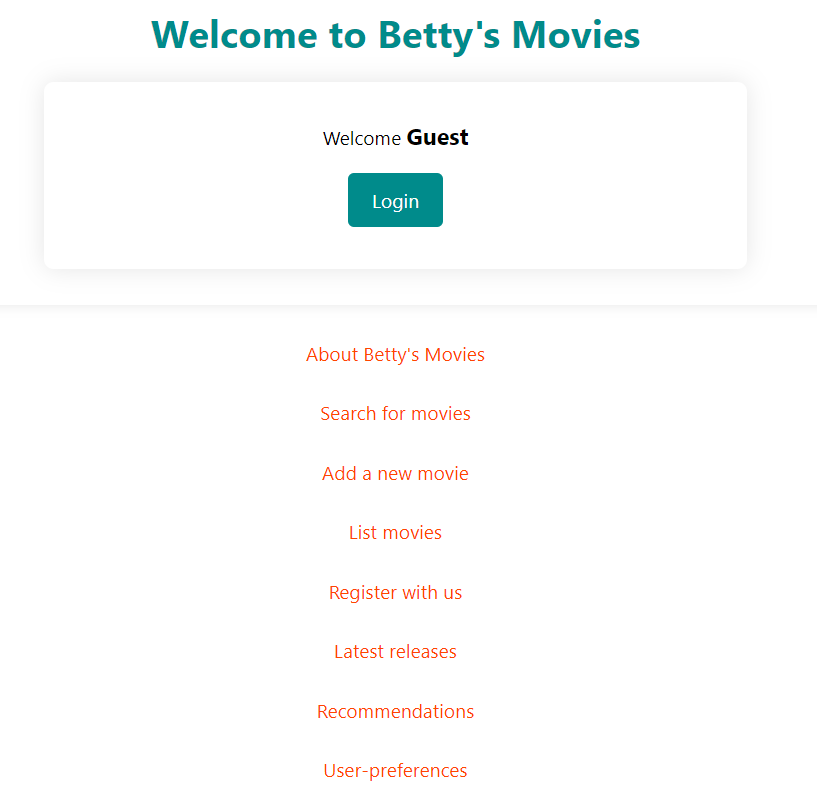 Welcome to Betty's Movies
Welcome Guest
Login
About Betty's Movies
Search for movies
Add a new movie
List movies
Register with us
Latest releases
Recommendations
User-preferences